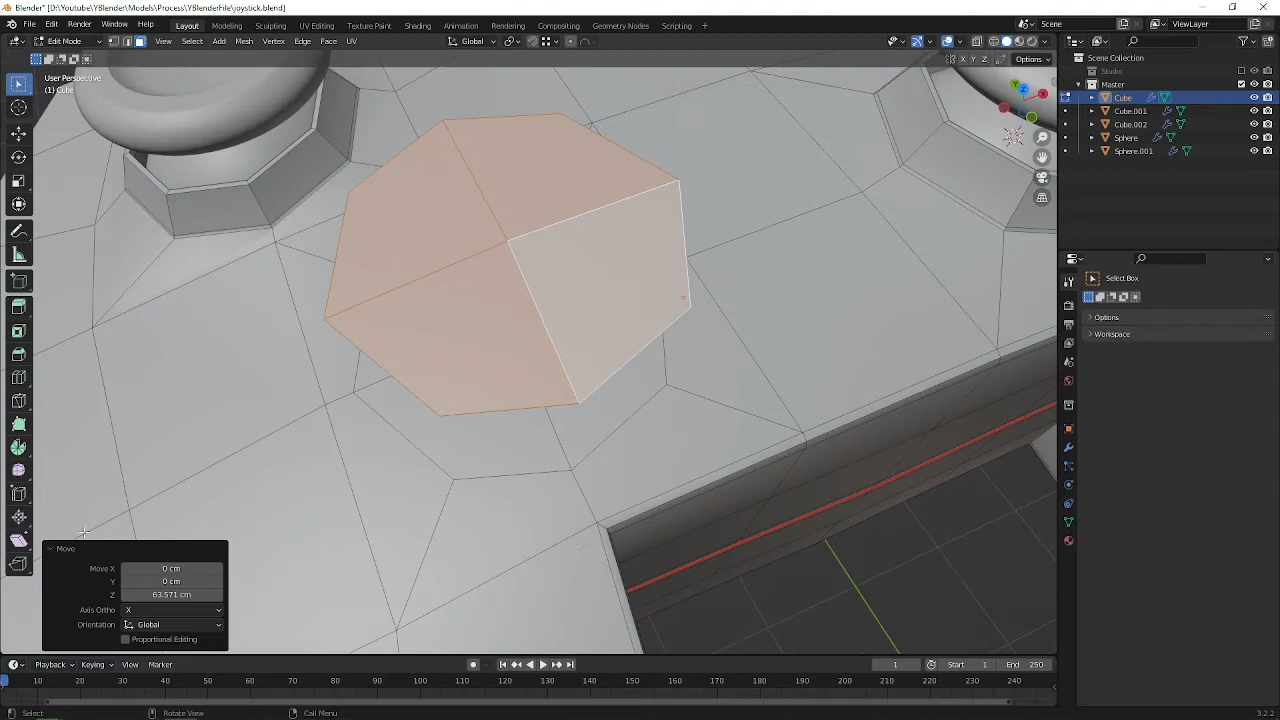 Blender* [D:\Youtube\YBlender\Models\Process\YBlenderFile\joystick.blend]
File Edit Render Window Help Layout Modeling Sculpting UV Editing Texture Paint Shading Animation Rendering Compositing Geometry Nodes Scripting + Scene ViewLayer
Edit Mode View Select Add Mesh Vertex Edge Face UV Global
X Y Z Options
User Perspective
(1) Cube
Scene Collection
Studio
Master
Cube
Cube.001
Cube.002
Sphere
Sphere.001
Select Box
Options
Workspace
Move
Move X 0 cm
Y 0 cm
Z 63.571 cm
Axis Ortho X
Orientation Global
Proportional Editing
Playback Keying View Marker 1 Start 1 End 250
10 20 30 40 50 60 70 80 90 100 110 120 130 140 150 160 170 180 190 200 210 220 230 240
Select Rotate View Call Menu 3.2.2